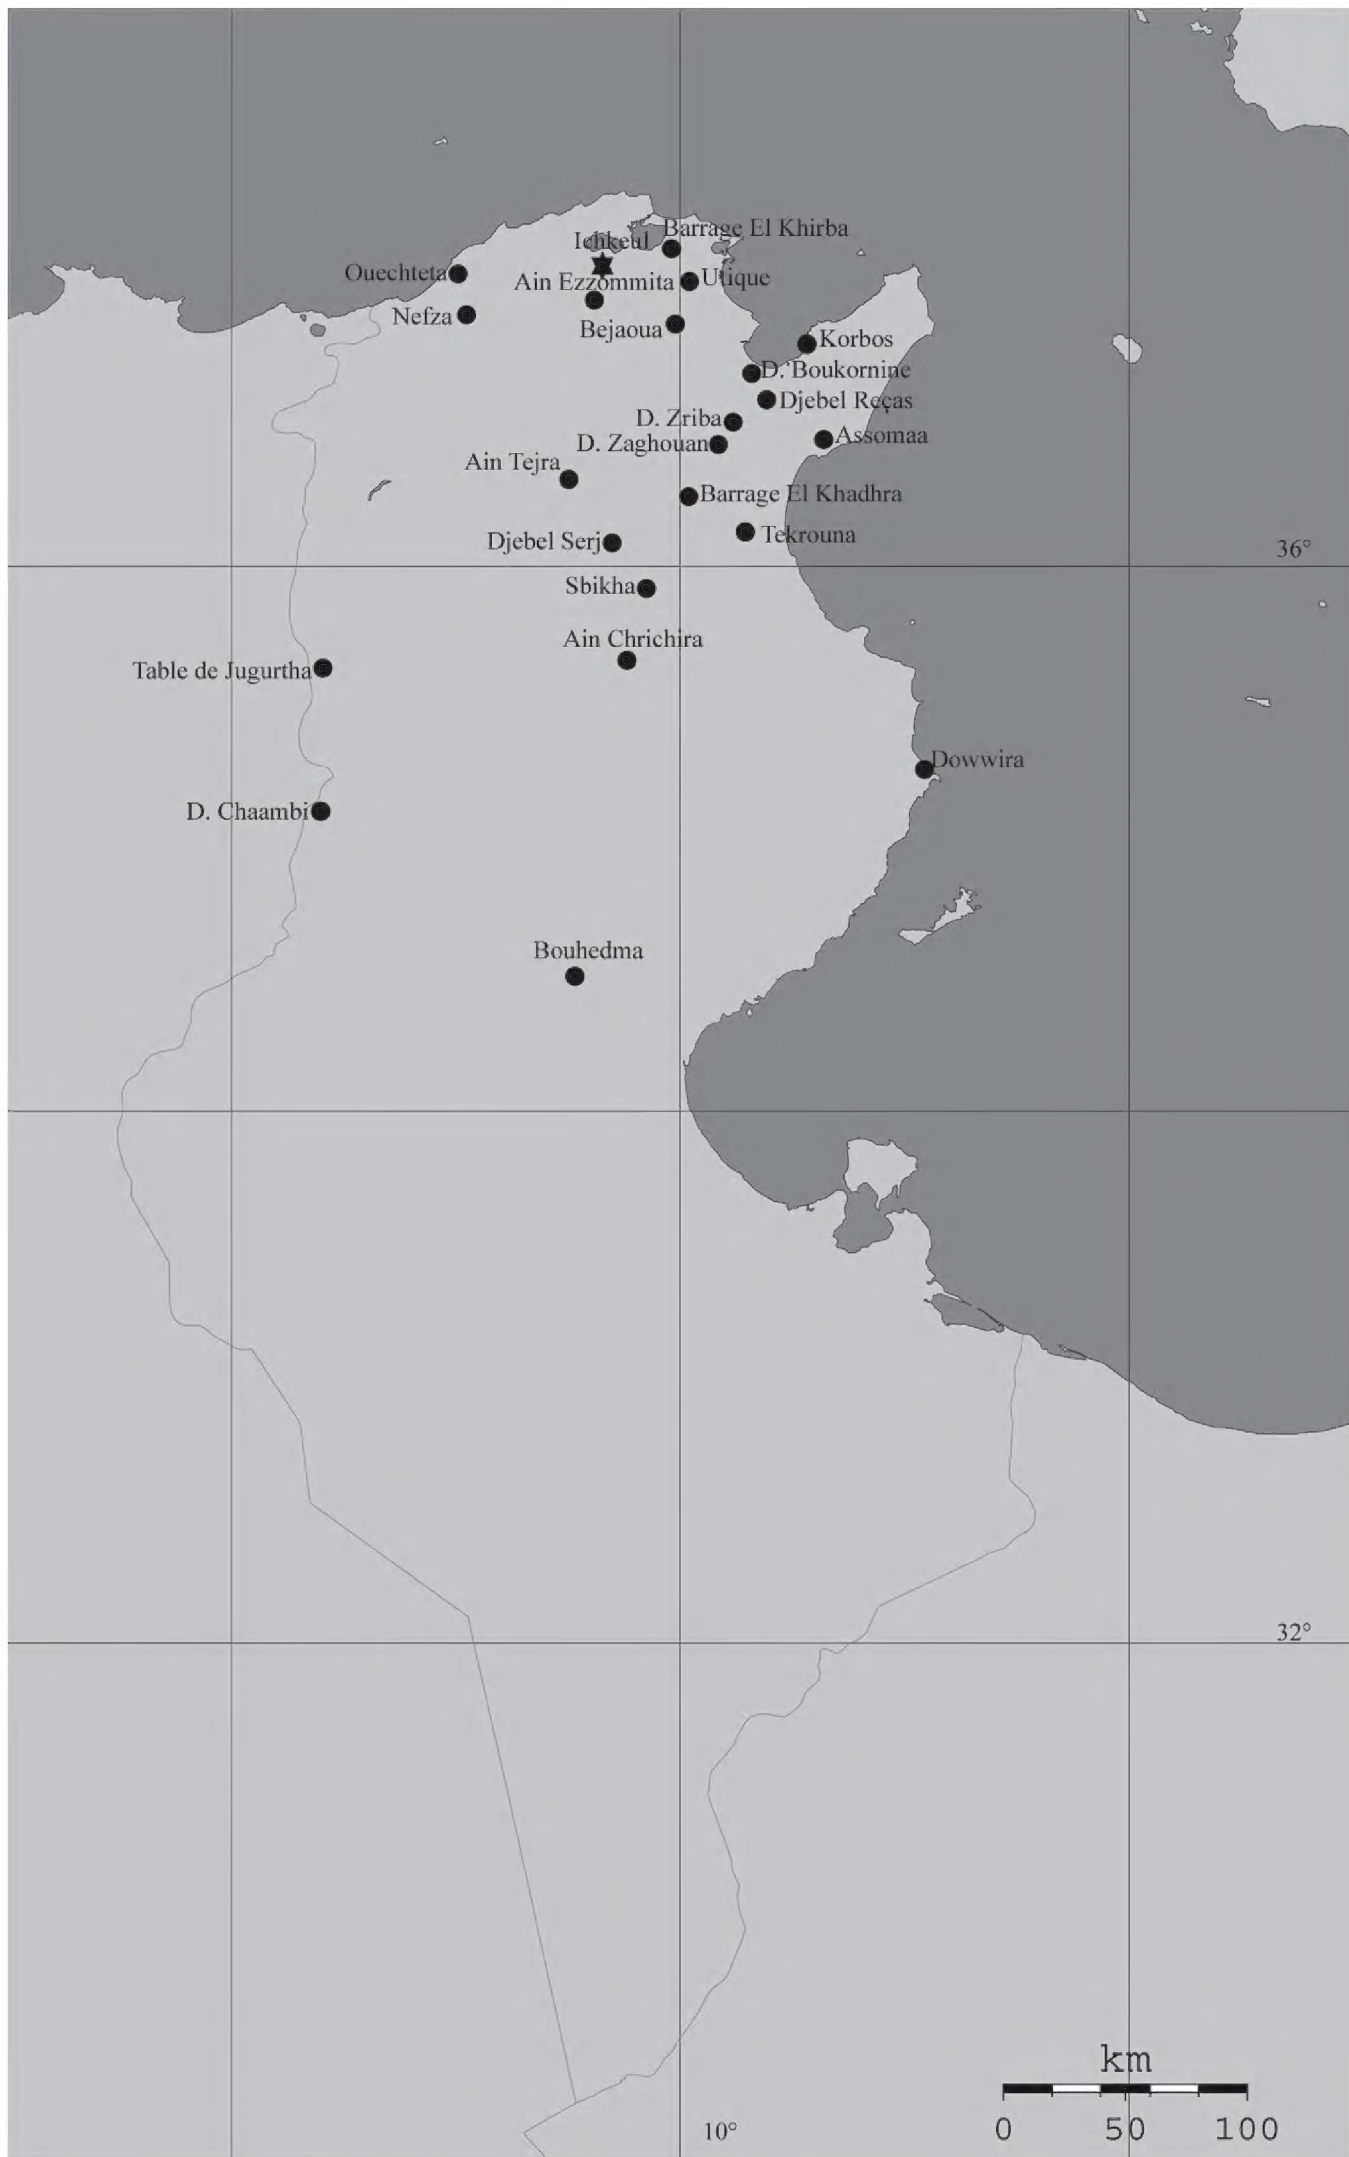 Barrage El Khirba
Ichkeul
Ouechteta
Ain Ezzommita
Utique
Nefza
Bejaoua
Korbos
D. Boukornine
Djebel Reças
D. Zriba
Assomaa
D. Zaghouan
Ain Tejra
Barrage El Khadhra
Tekrouna
Djebel Serj
36°
Sbikha
Ain Chrichira
Table de Jugurtha
Dowwira
D. Chaambi
Bouhedma
32°
km
10°
0 50 100